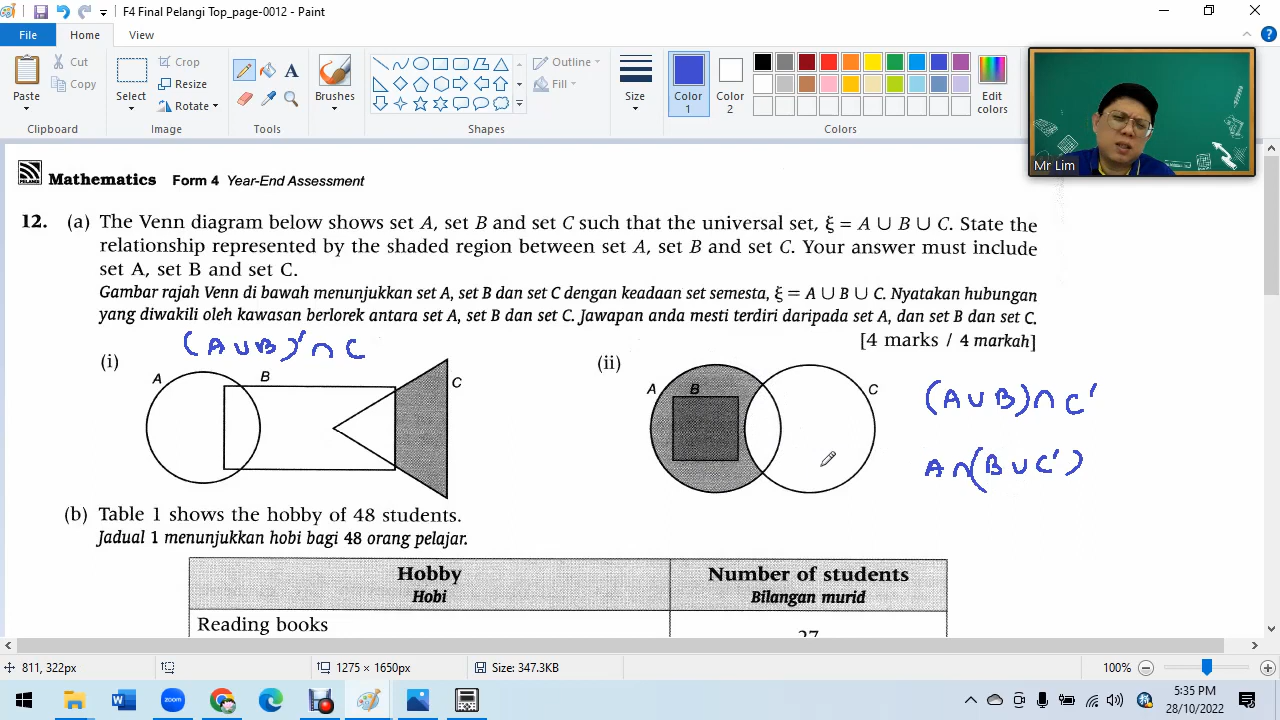 F4 Final Pelangi Top_page-0012 - Paint
File Home View
Cut
Copy
Paste
Clipboard
Select
Crop
Resize
Rotate
Image
A
Tools
Brushes
Outline
Fill
Shapes
Size
Color 1
Color 2
Edit colors
Colors
Mr Lim
PELANGI
Mathematics Form 4 Year-End Assessment
12. (a) The Venn diagram below shows set A, set B and set C such that the universal set, ξ = A ∪ B ∪ C. State the
relationship represented by the shaded region between set A, set B and set C. Your answer must include
set A, set B and set C.
Gambar rajah Venn di bawah menunjukkan set A, set B dan set C dengan keadaan set semesta, ξ = A ∪ B ∪ C. Nyatakan hubungan
yang diwakili oleh kawasan berlorek antara set A, set B dan set C. Jawapan anda mesti terdiri daripada set A, dan set B dan set C.
[4 marks / 4 markah]
(i) (A∪B)'∩C
A B C
(ii)
A B C
(A∪B)∩C'
A∩(B∪C')
(b) Table 1 shows the hobby of 48 students.
Jadual 1 menunjukkan hobi bagi 48 orang pelajar.
Hobby Number of students
Hobi Bilangan murid
Reading books 27
811, 322px 1275 × 1650px Size: 347.3KB 100%
W zoom
5:35 PM
28/10/2022